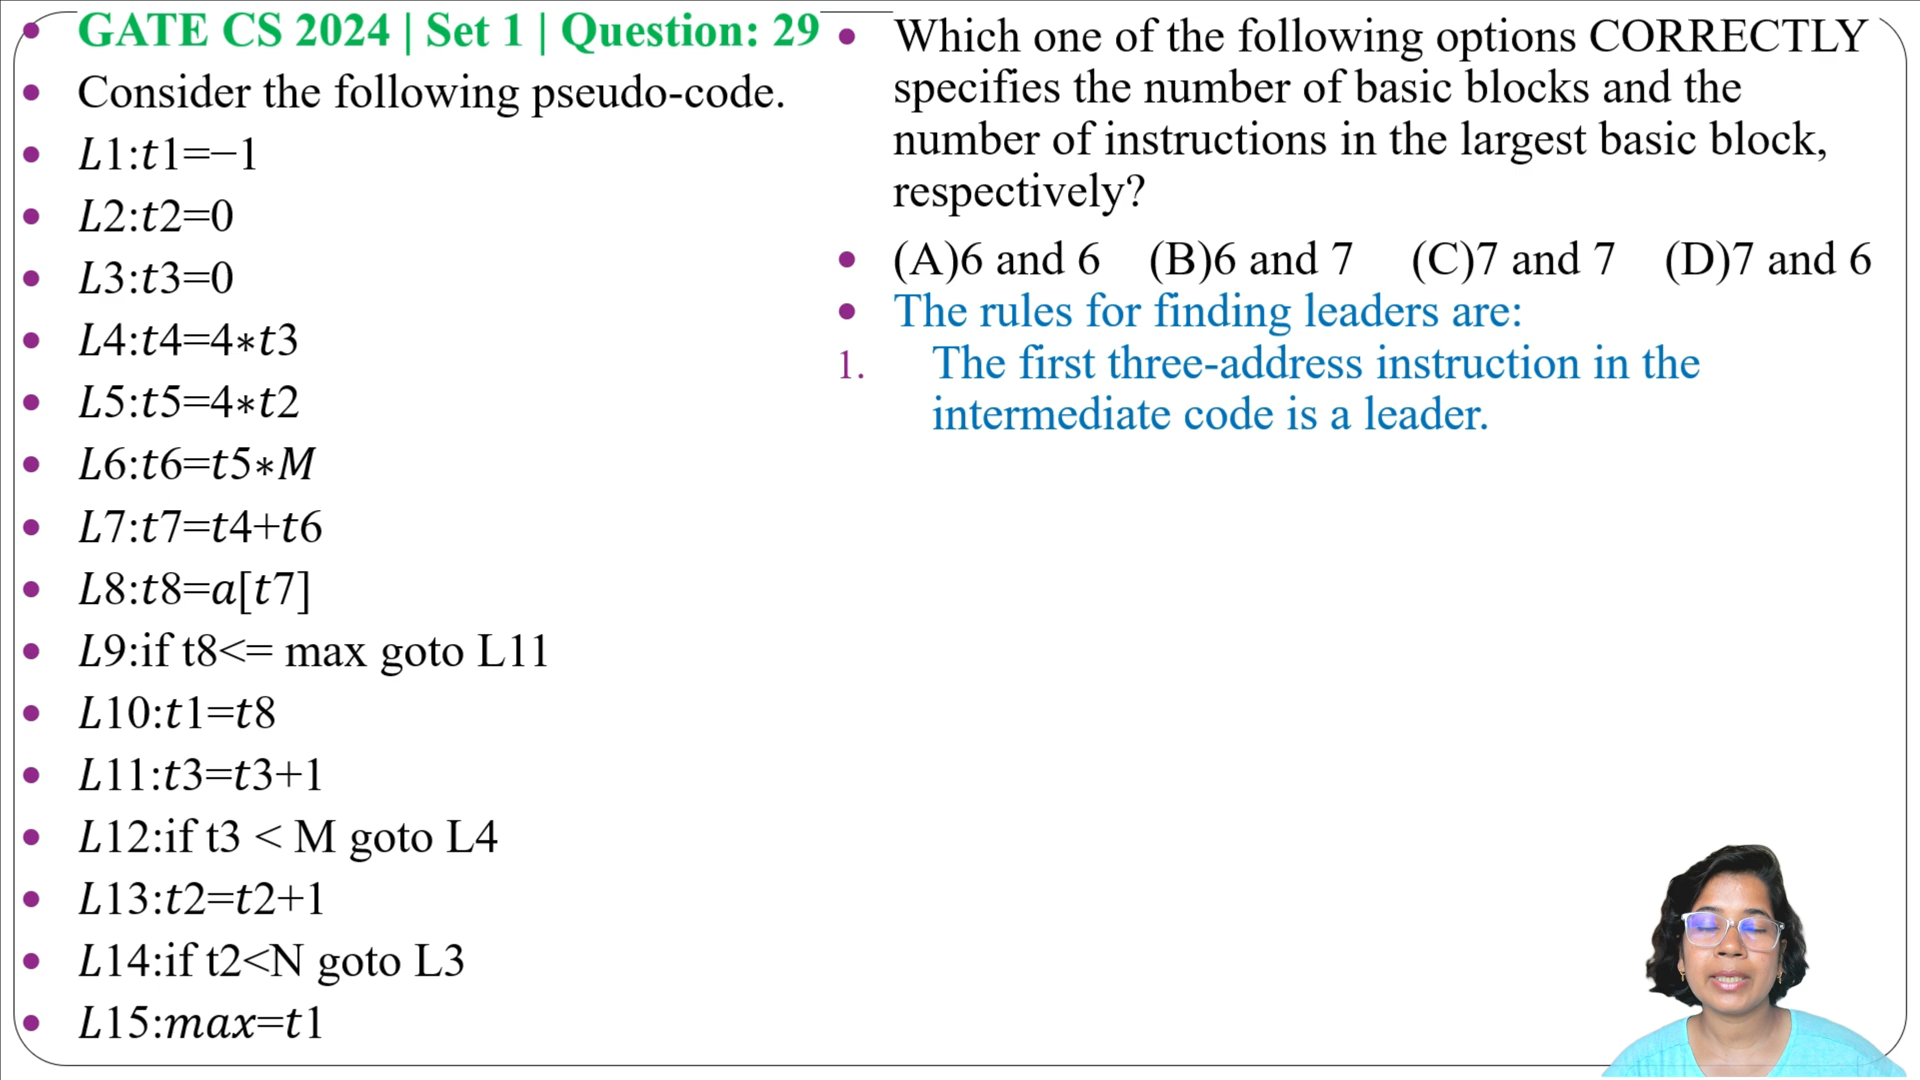 GATE CS 2024 | Set 1 | Question: 29
Consider the following pseudo-code.
L1:t1=−1
L2:t2=0
L3:t3=0
L4:t4=4∗t3
L5:t5=4∗t2
L6:t6=t5∗M
L7:t7=t4+t6
L8:t8=a[t7]
L9:if t8<= max goto L11
L10:t1=t8
L11:t3=t3+1
L12:if t3 < M goto L4
L13:t2=t2+1
L14:if t2<N goto L3
L15:max=t1
Which one of the following options CORRECTLY
specifies the number of basic blocks and the
number of instructions in the largest basic block,
respectively?
(A)6 and 6 (B)6 and 7 (C)7 and 7 (D)7 and 6
The rules for finding leaders are:
1. The first three-address instruction in the
intermediate code is a leader.